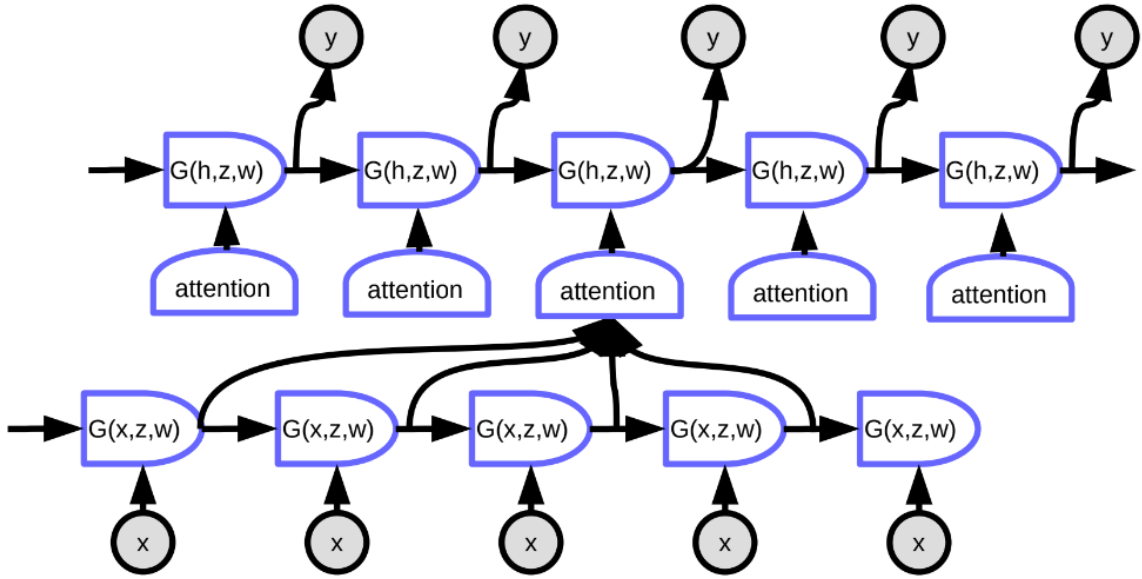 y y y y y
G(h,z,w) G(h,z,w) G(h,z,w) G(h,z,w) G(h,z,w)
attention attention attention attention attention
G(x,z,w) G(x,z,w) G(x,z,w) G(x,z,w) G(x,z,w)
x x x x x